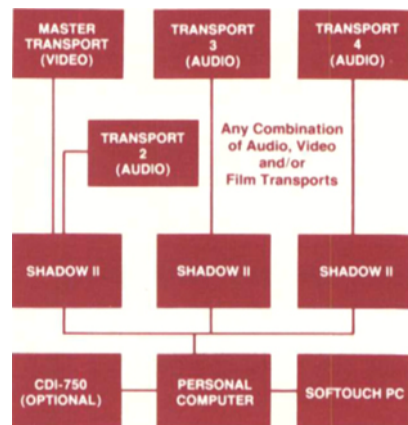 MASTER
TRANSPORT
(VIDEO)
TRANSPORT
3
(AUDIO)
TRANSPORT
4
(AUDIO)
TRANSPORT
2
(AUDIO)
Any Combination
of Audio, Video
and/or
Film Transports
SHADOW II
SHADOW II
SHADOW II
CDI-750
(OPTIONAL)
PERSONAL
COMPUTER
SOFTOUCH PC